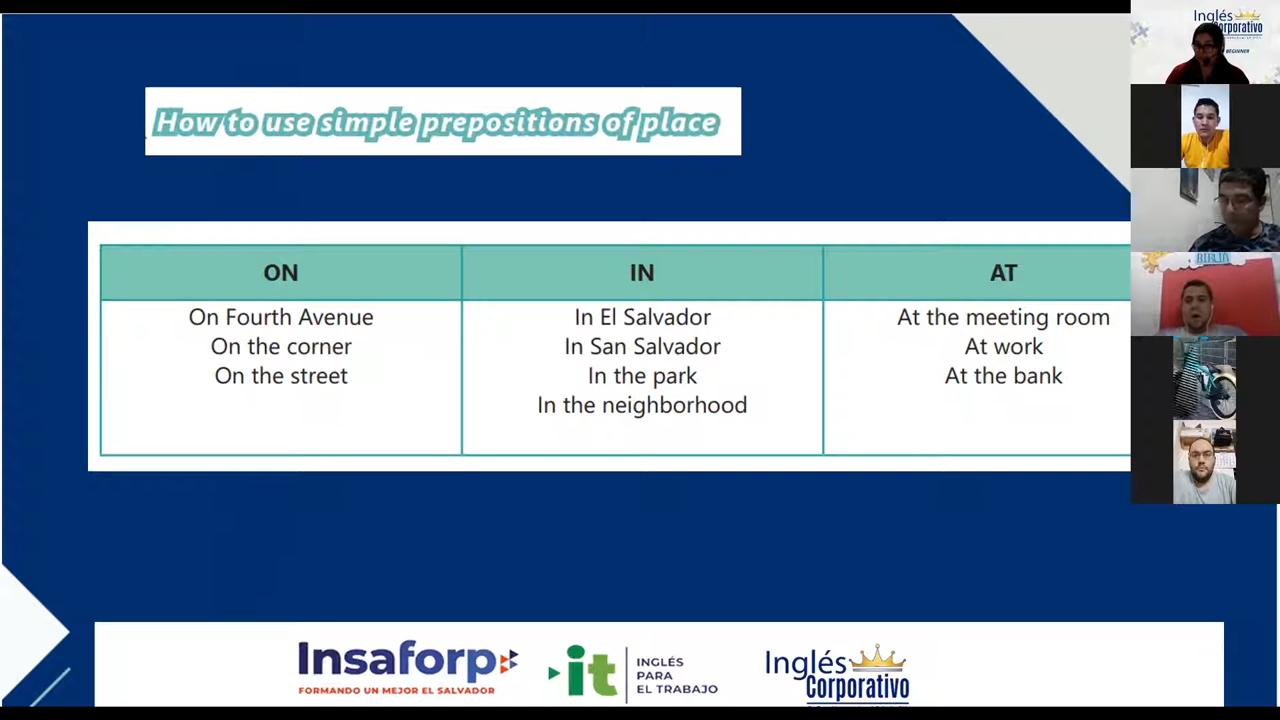 How to use simple prepositions of place
ON
On Fourth Avenue
On the corner
On the street
IN
In El Salvador
In San Salvador
In the park
In the neighborhood
AT
At the meeting room
At work
At the bank
Insaforp
FORMANDO UN MEJOR EL SALVADOR
it
INGLÉS
PARA
EL TRABAJO
Inglés
Corporativo
Inglés
Corporativo
BEGINNER
BIBLIA